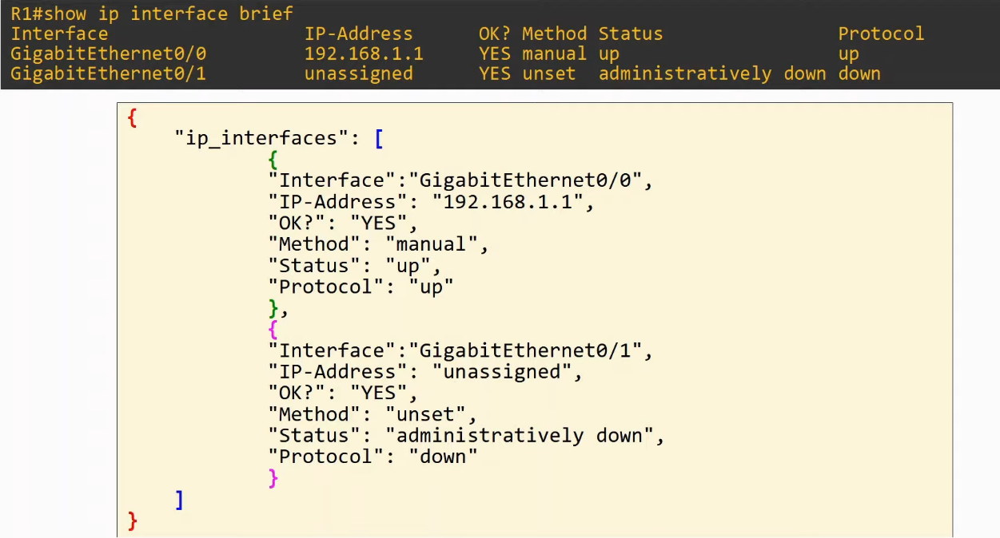 R1#show ip interface brief
Interface IP-Address OK? Method Status Protocol
GigabitEthernet0/0 192.168.1.1 YES manual up up
GigabitEthernet0/1 unassigned YES unset administratively down down
{
"ip_interfaces": [
{
"Interface":"GigabitEthernet0/0",
"IP-Address": "192.168.1.1",
"OK?": "YES",
"Method": "manual",
"Status": "up",
"Protocol": "up"
},
{
"Interface":"GigabitEthernet0/1",
"IP-Address": "unassigned",
"OK?": "YES",
"Method": "unset",
"Status": "administratively down",
"Protocol": "down"
}
]
}